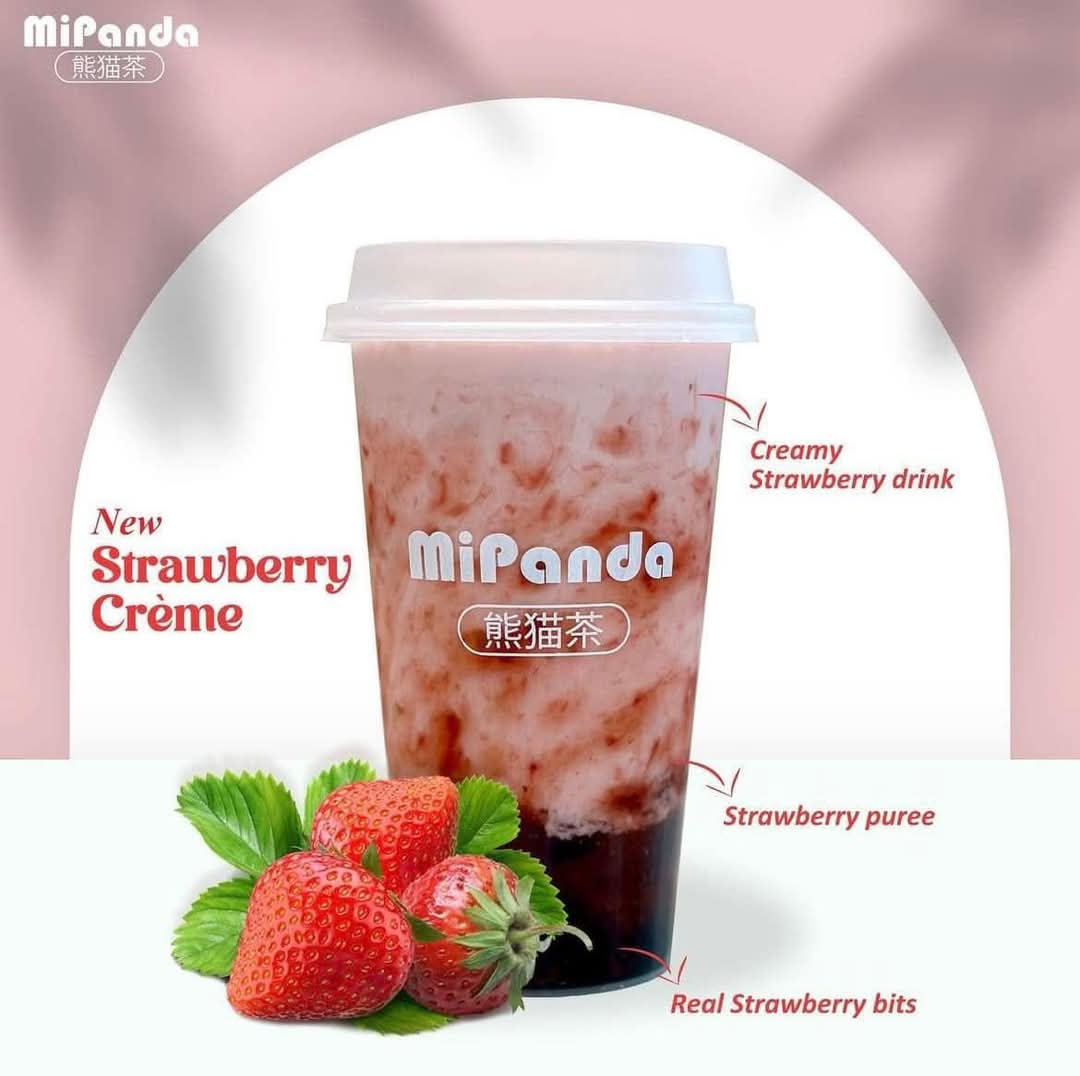 MiPanda
熊猫茶
New
Strawberry
Crème
MiPanda
熊猫茶
Creamy
Strawberry drink
Strawberry puree
Real Strawberry bits